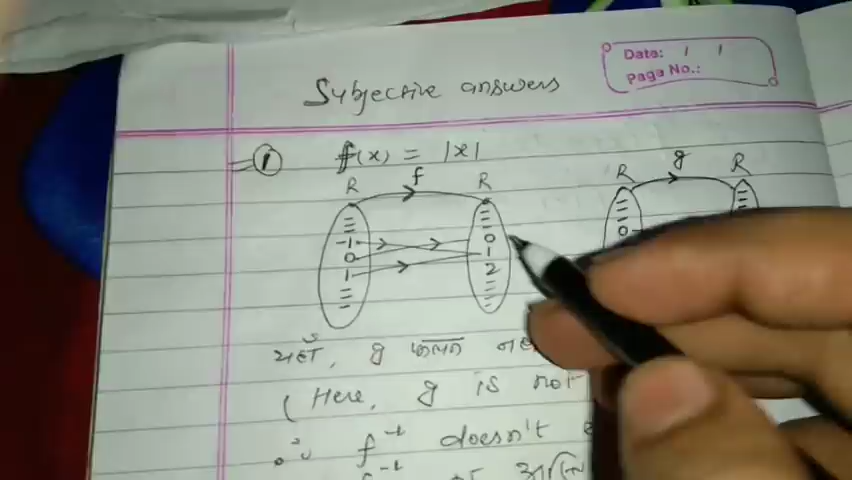 Date: / /
Page No.:
Subjective answers
① f(x) = |x|
R f R
R g R
-1
0
1
0
1
2
0
यहाँ, g फलन
(Here, g is not
∴ f⁻¹ doesn't
f⁻¹